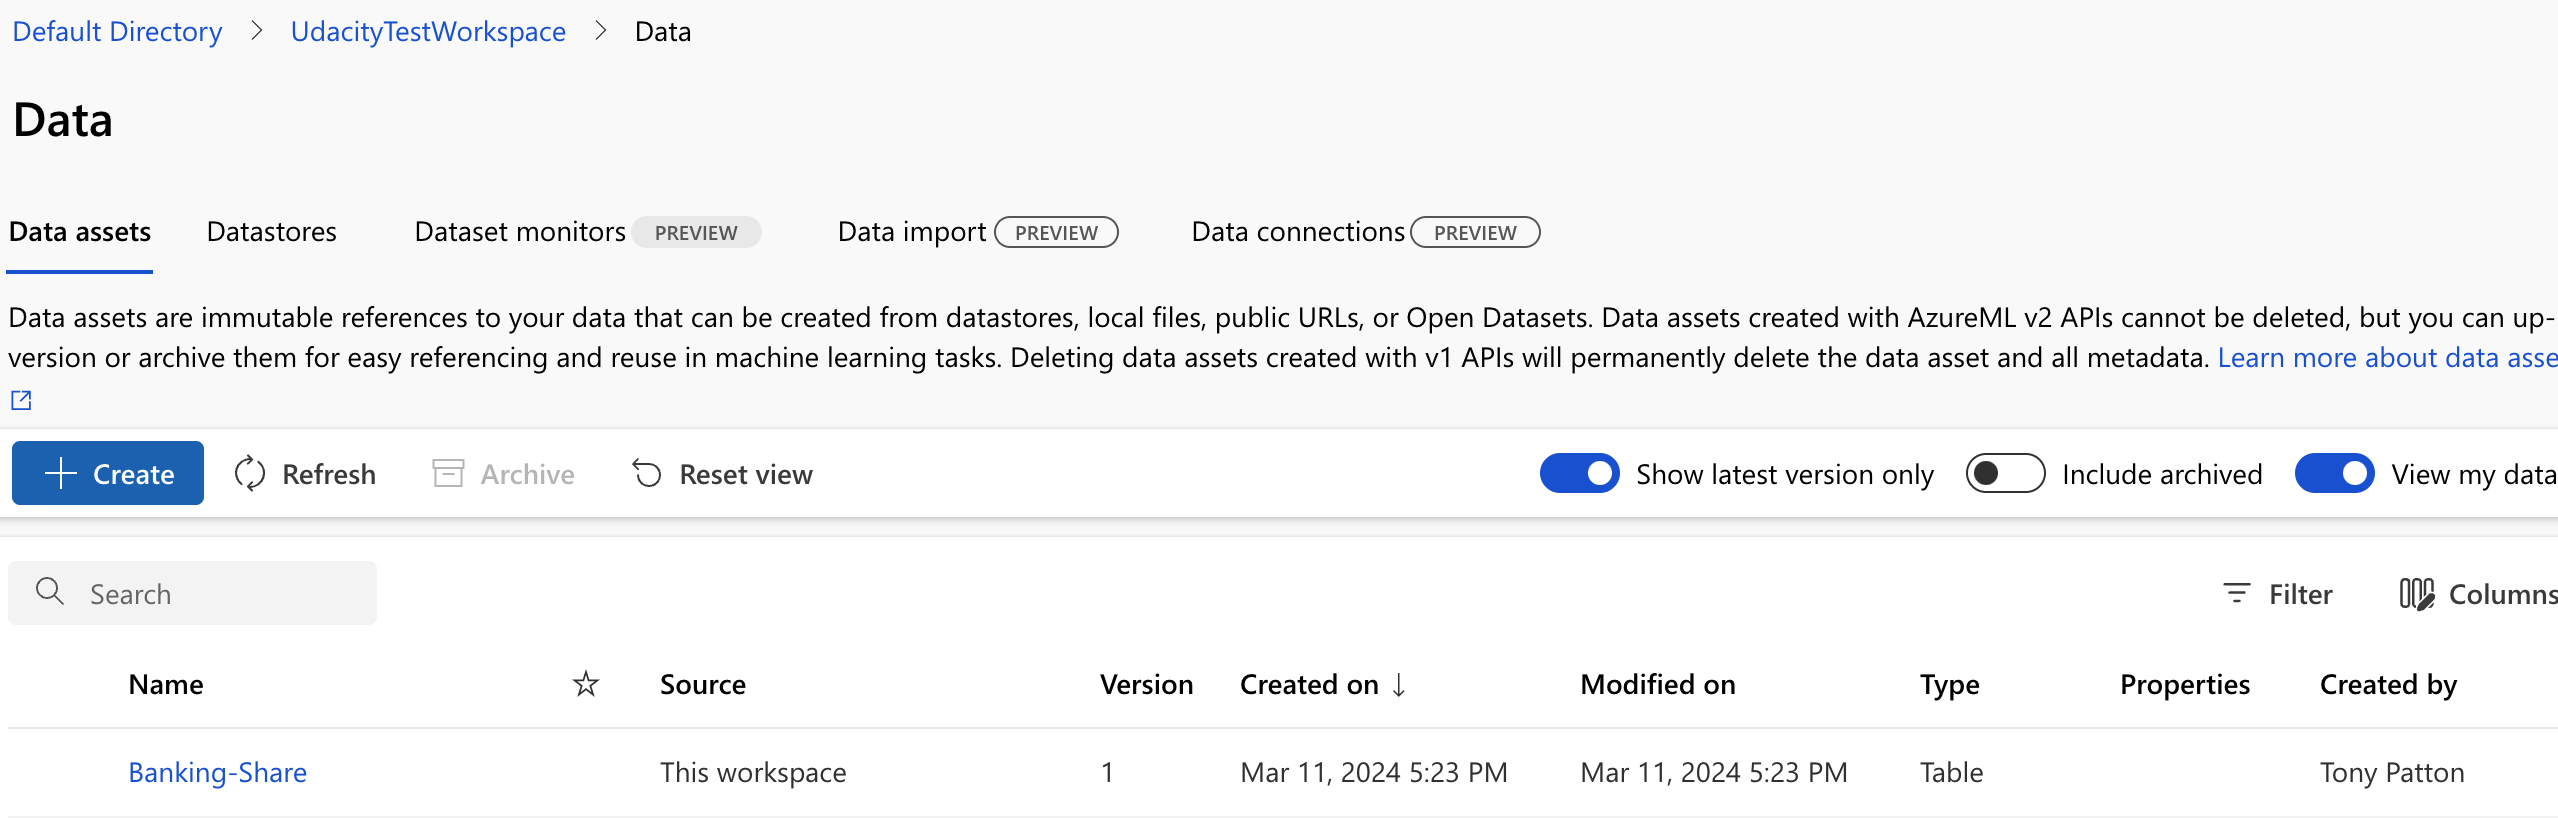 Default Directory > UdacityTestWorkspace > Data
Data
Data assets Datastores Dataset monitors PREVIEW Data import PREVIEW Data connections PREVIEW
Data assets are immutable references to your data that can be created from datastores, local files, public URLs, or Open Datasets. Data assets created with AzureML v2 APIs cannot be deleted, but you can up-
version or archive them for easy referencing and reuse in machine learning tasks. Deleting data assets created with v1 APIs will permanently delete the data asset and all metadata. Learn more about data asse
Create Refresh Archive Reset view Show latest version only Include archived View my data
Search Filter Columns
Name Source Version Created on ↓ Modified on Type Properties Created by
Banking-Share This workspace 1 Mar 11, 2024 5:23 PM Mar 11, 2024 5:23 PM Table Tony Patton